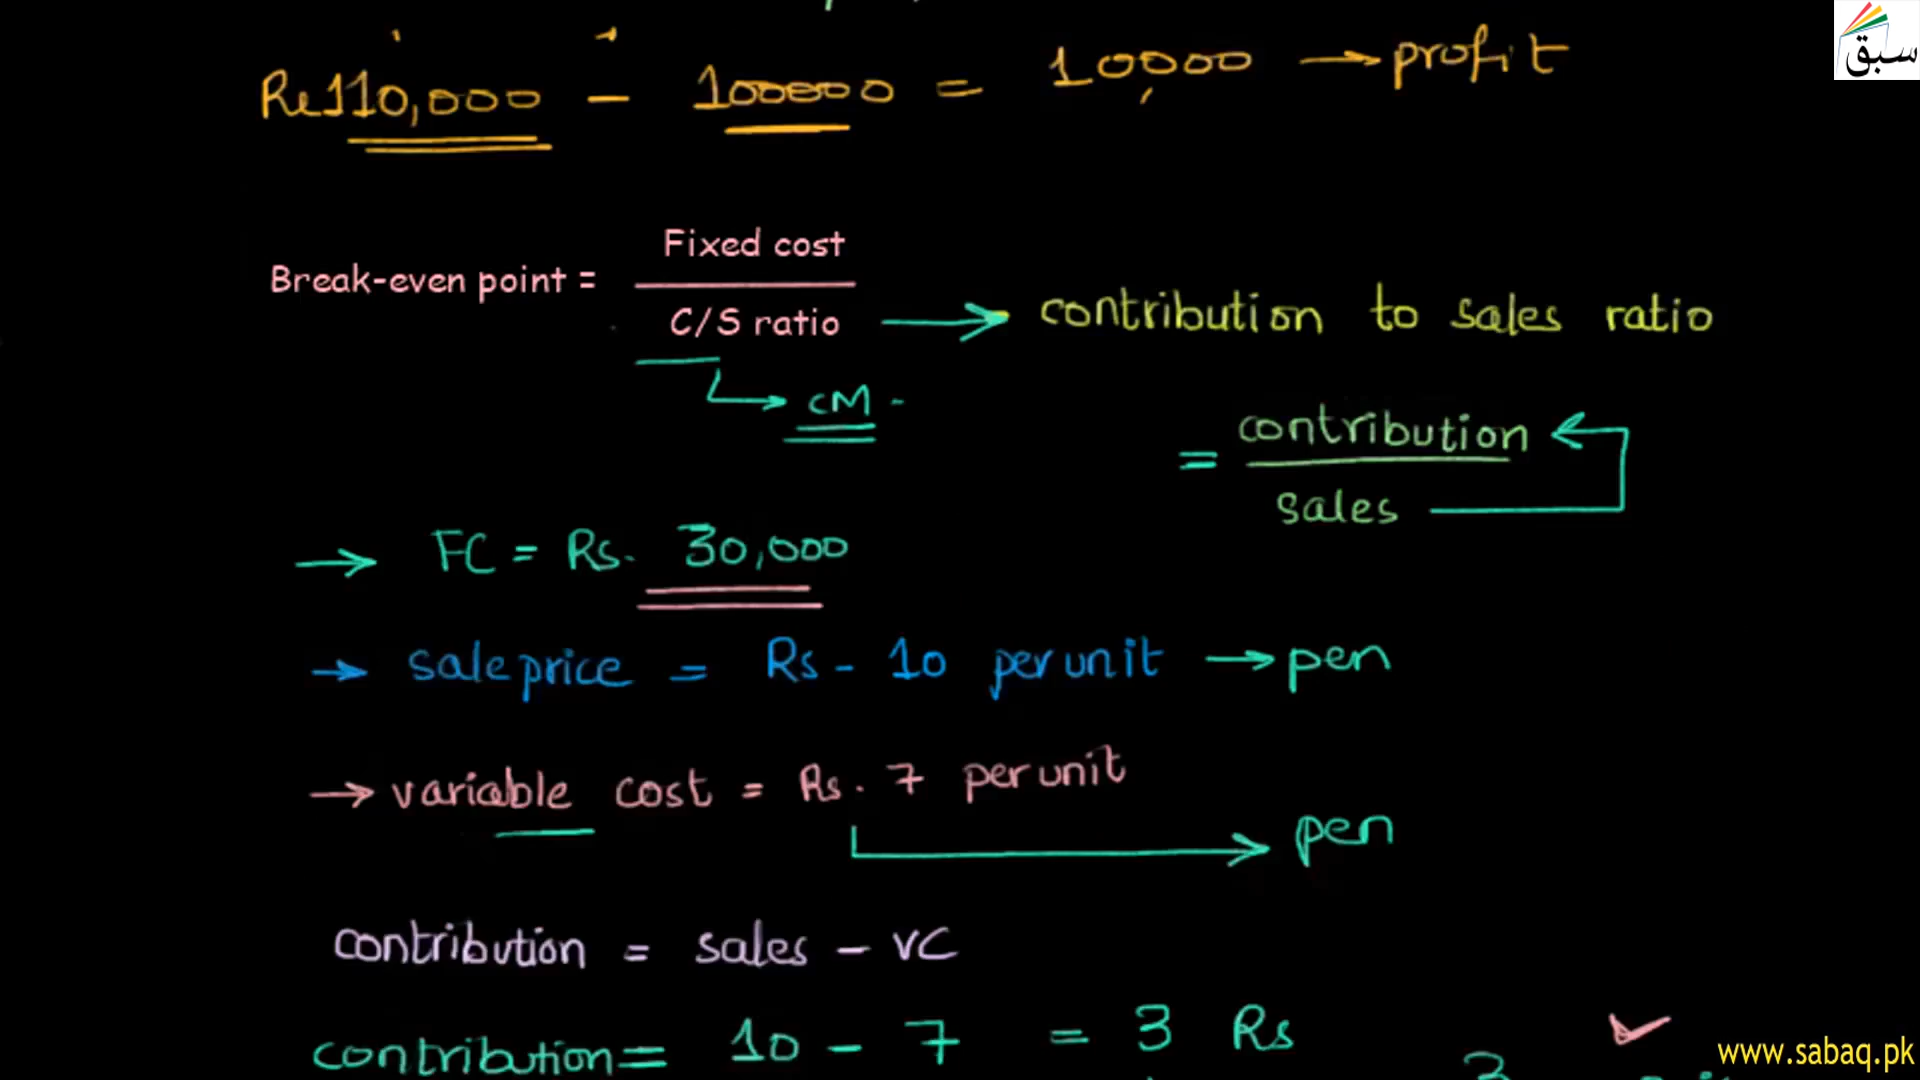 سبق
Rs 110,000 - 100000 = 10,000 → profit
Break-even point = Fixed cost
C/S ratio → contribution to sales ratio
CM -
= contribution
sales
→ FC = Rs. 30,000
→ sale price = Rs - 10 per unit → pen
→ variable cost = Rs. 7 per unit
pen
contribution = sales - VC
contribution = 10 - 7 = 3 Rs
www.sabaq.pk